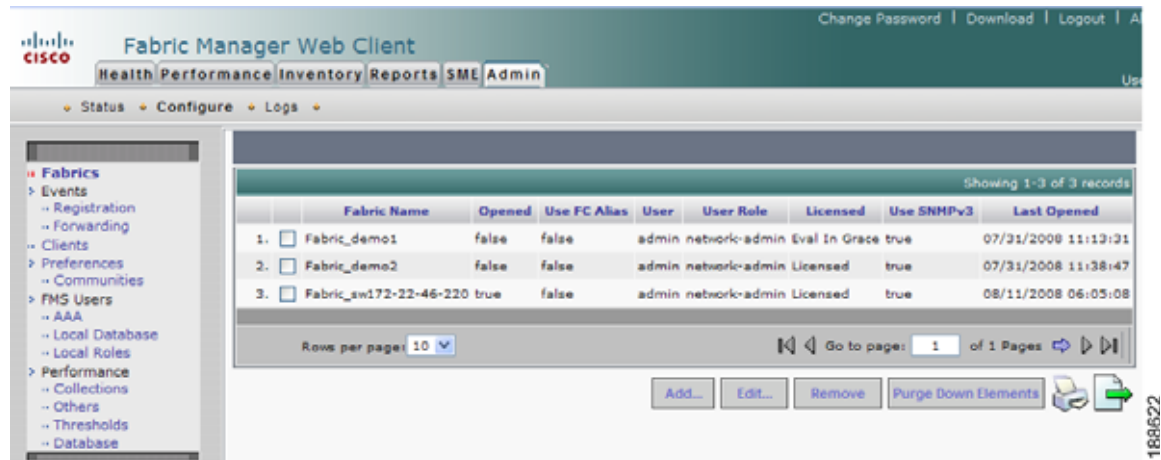 Change Password | Download | Logout | A
CISCO
Fabric Manager Web Client
Health Performance Inventory Reports SME Admin
Use
Status Configure Logs
Fabrics
Events
Registration
Forwarding
Clients
Preferences
Communities
FMS Users
AAA
Local Database
Local Roles
Performance
Collections
Others
Thresholds
Database
Showing 1-3 of 3 records
Fabric Name Opened Use FC Alias User User Role Licensed Use SNMPv3 Last Opened
1. Fabric_demo1 false false admin network-admin Eval In Grace true 07/31/2008 11:13:31
2. Fabric_demo2 false false admin network-admin Licensed true 07/31/2008 11:38:47
3. Fabric_sw172-22-46-220 true false admin network-admin Licensed true 08/11/2008 06:05:08
Rows per page: 10 Go to page: 1 of 1 Pages
Add... Edit... Remove Purge Down Elements
188622